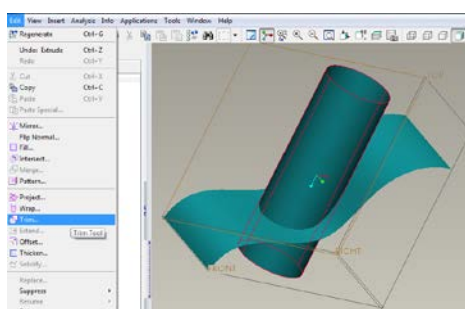 Edit View Insert Analysis Info Applications Tools Window Help
Regenerate Ctrl+G
Undo: Extrude Ctrl+Z
Redo Ctrl+Y
Cut Ctrl+X
Copy Ctrl+C
Paste Ctrl+V
Paste Special...
Mirror...
Flip Normal...
Fill...
Intersect...
Merge...
Pattern...
Project...
Wrap...
Trim...
Extend...
Trim Tool
Offset...
Thicken...
Solidify...
Replace...
Suppress
Resume
TOP
RIGHT
FRONT